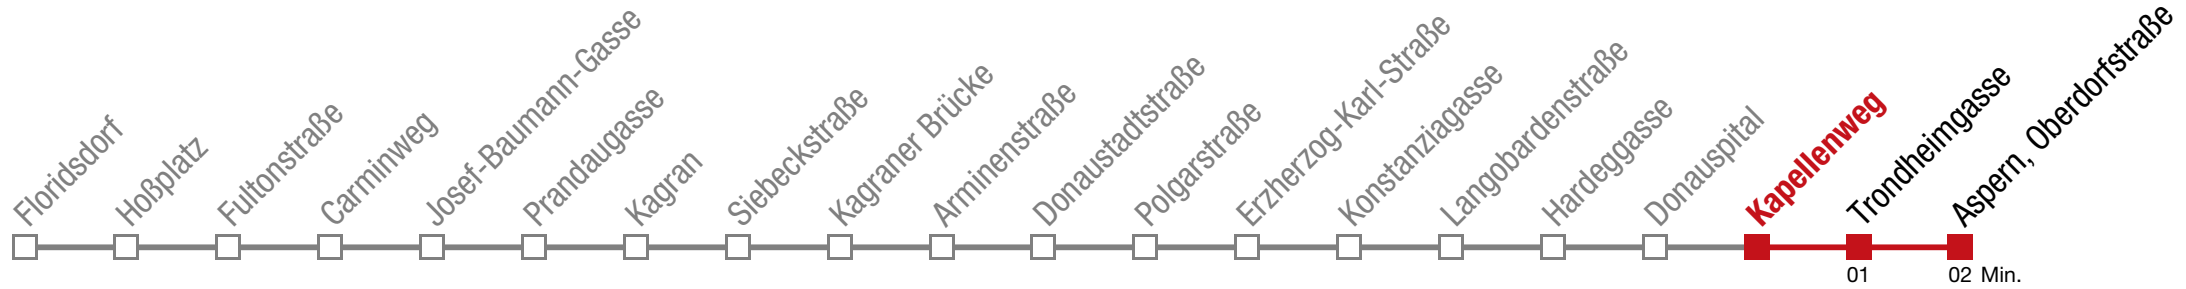 Floridsdorf
Hoßplatz
Fultonstraße
Carminweg
Josef-Baumann-Gasse
Prandaugasse
Kagran
Siebeckstraße
Kagraner Brücke
Arminenstraße
Donaustadtstraße
Polgarstraße
Erzherzog-Karl-Straße
Konstanziagasse
Langobardenstraße
Hardeggasse
Donauspital
Kapellenweg
Trondheimgasse
Aspern, Oberdorfstraße
01
02 Min.